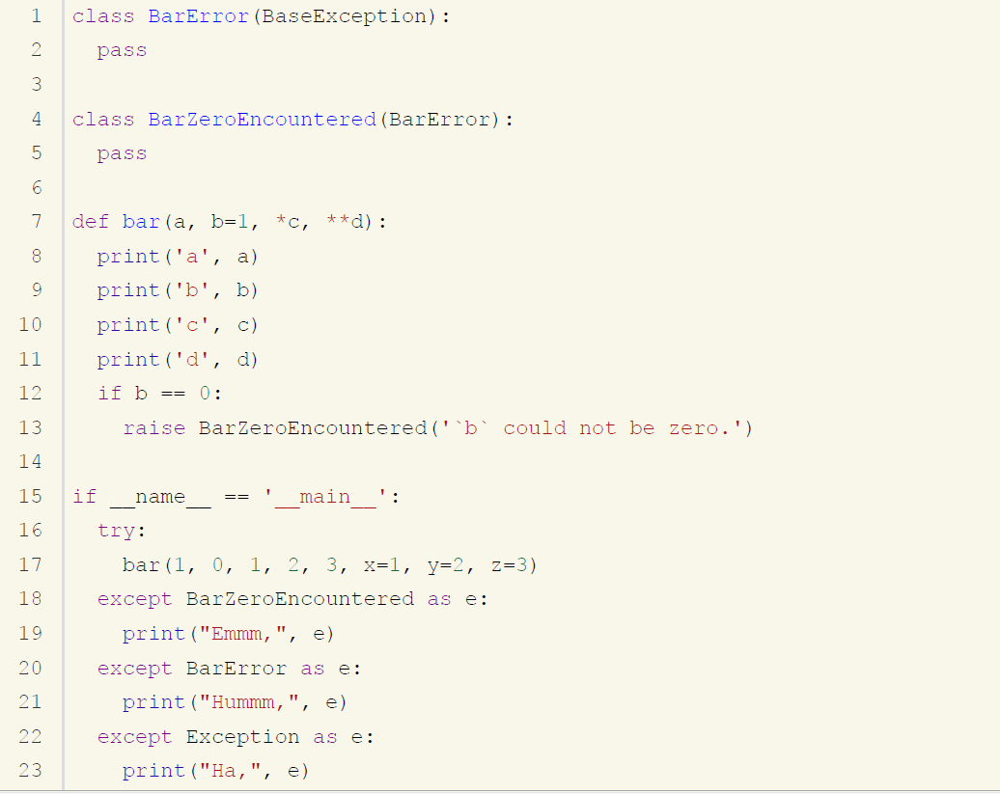 1 class BarError(BaseException):
2   pass
3
4 class BarZeroEncountered(BarError):
5   pass
6
7 def bar(a, b=1, *c, **d):
8   print('a', a)
9   print('b', b)
10   print('c', c)
11   print('d', d)
12   if b == 0:
13     raise BarZeroEncountered('`b` could not be zero.')
14
15 if __name__ == '__main__':
16   try:
17     bar(1, 0, 1, 2, 3, x=1, y=2, z=3)
18   except BarZeroEncountered as e:
19     print("Emmm,", e)
20   except BarError as e:
21     print("Hummm,", e)
22   except Exception as e:
23     print("Ha,", e)